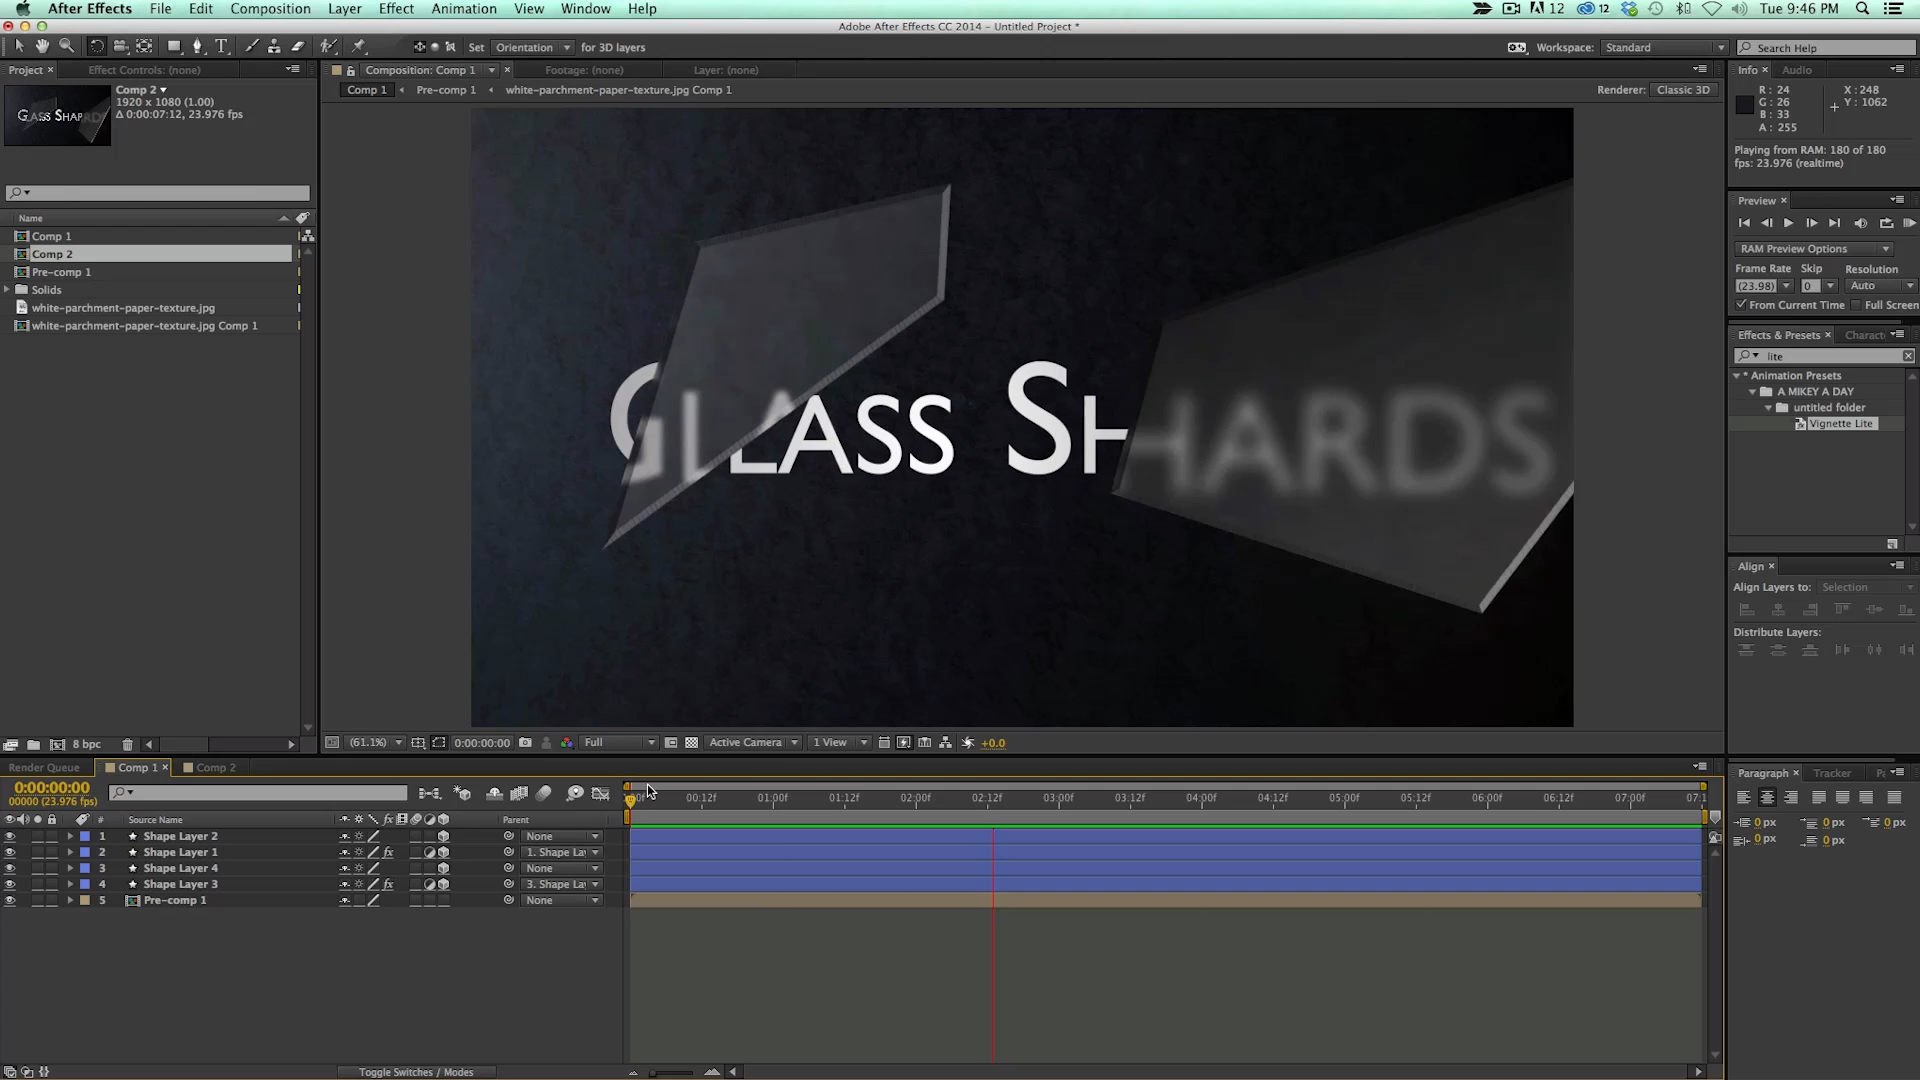 After Effects File Edit Composition Layer Effect Animation View Window Help 12 12 Tue 9:46 PM
Adobe After Effects CC 2014 - Untitled Project *
Set Orientation for 3D layers Workspace: Standard Search Help
Project × Effect Controls: (none) Composition: Comp 1 × Footage: (none) Layer: (none) Info × Audio
Comp 2
1920 x 1080 (1.00)
Δ 0:00:07:12, 23.976 fps
Comp 1 Pre-comp 1 white-parchment-paper-texture.jpg Comp 1 Renderer: Classic 3D
R : 24
G : 26
B : 33
A : 255
X : 248
Y : 1062
Playing from RAM: 180 of 180
fps: 23.976 (realtime)
Name
Comp 1
Comp 2
Pre-comp 1
Solids
white-parchment-paper-texture.jpg
white-parchment-paper-texture.jpg Comp 1
GLASS SHARDS
GLASS SHARDS
Preview ×
RAM Preview Options
Frame Rate Skip Resolution
(23.98) 0 Auto
From Current Time Full Screen
Effects & Presets × Charact
lite
* Animation Presets
A MIKEY A DAY
untitled folder
Vignette Lite
Align ×
Align Layers to: Selection
Distribute Layers:
8 bpc (61.1%) 0:00:00:00 Full Active Camera 1 View +0.0
Render Queue Comp 1 × Comp 2
0:00:00:00
00000 (23.976 fps)
00:12f 01:00f 01:12f 02:00f 02:12f 03:00f 03:12f 04:00f 04:12f 05:00f 05:12f 06:00f 06:12f 07:00f 07:1
# Source Name Parent
1 Shape Layer 2 None
2 Shape Layer 1 fx 1. Shape La
3 Shape Layer 4 None
4 Shape Layer 3 fx 3. Shape La
5 Pre-comp 1 None
Toggle Switches / Modes
Paragraph × Tracker
0 px 0 px 0 px
0 px 0 px